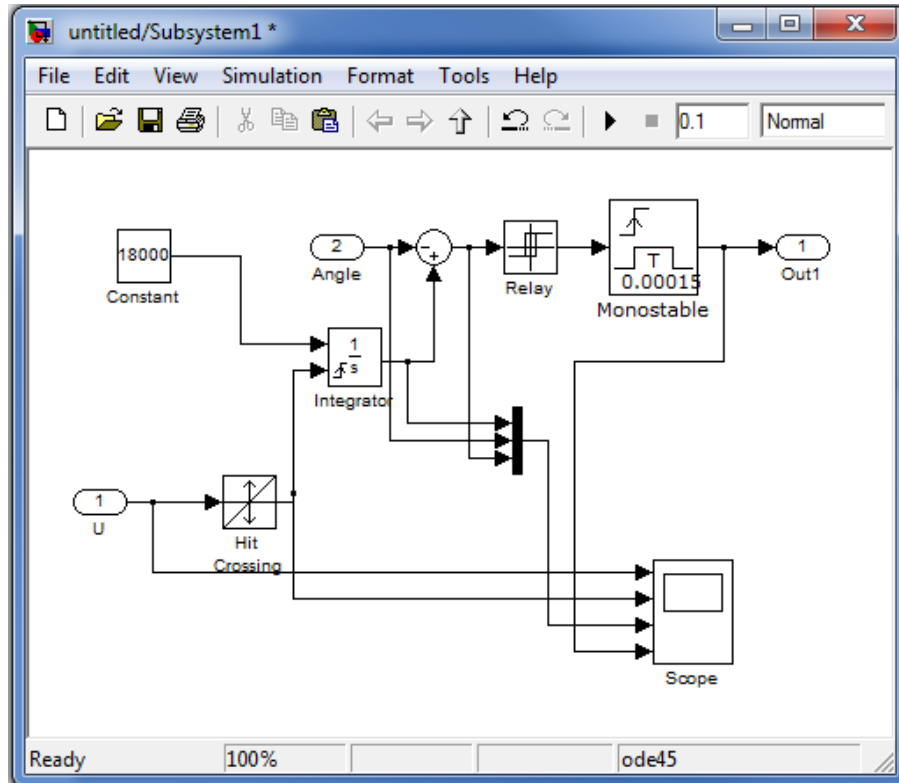 untitled/Subsystem1 *
File Edit View Simulation Format Tools Help
0.1 Normal
18000
Constant
2
Angle
Relay
T
0.00015
Monostable
1
Out1
1
s
Integrator
1
U
Hit
Crossing
Scope
Ready 100% ode45